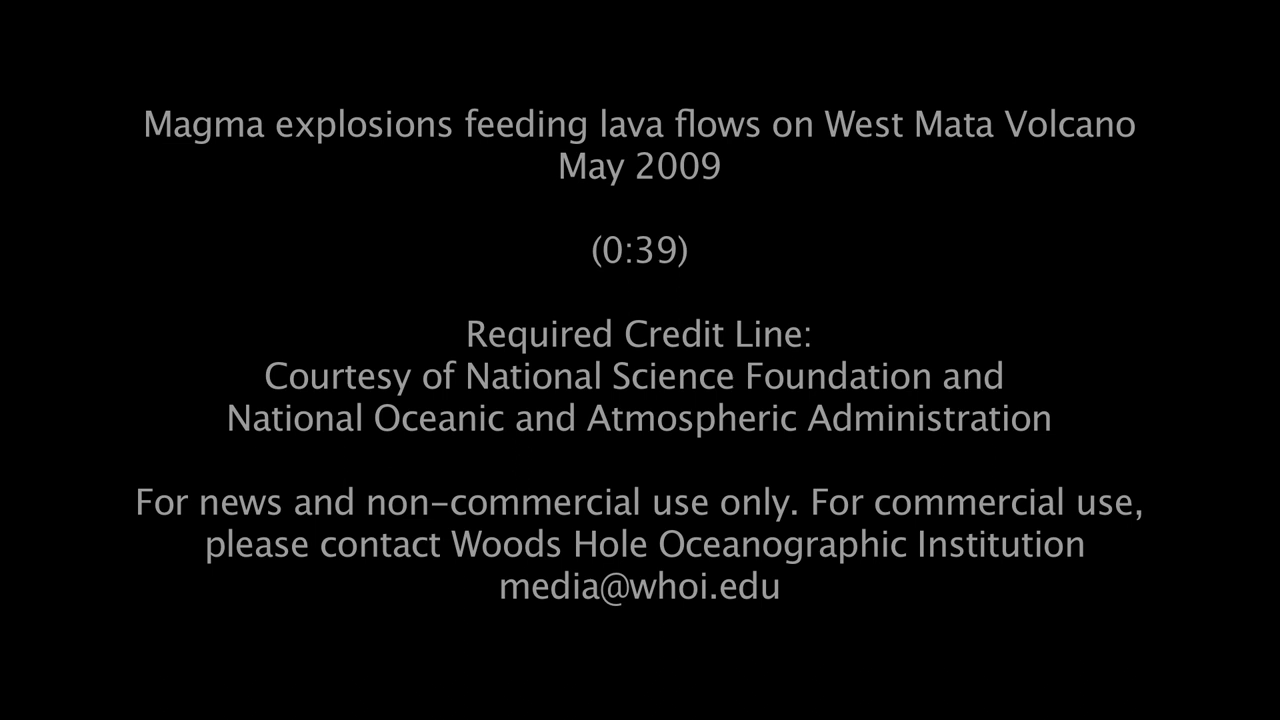 Magma explosions feeding lava flows on West Mata Volcano
May 2009
(0:39)
Required Credit Line:
Courtesy of National Science Foundation and
National Oceanic and Atmospheric Administration
For news and non-commercial use only. For commercial use,
please contact Woods Hole Oceanographic Institution
media@whoi.edu